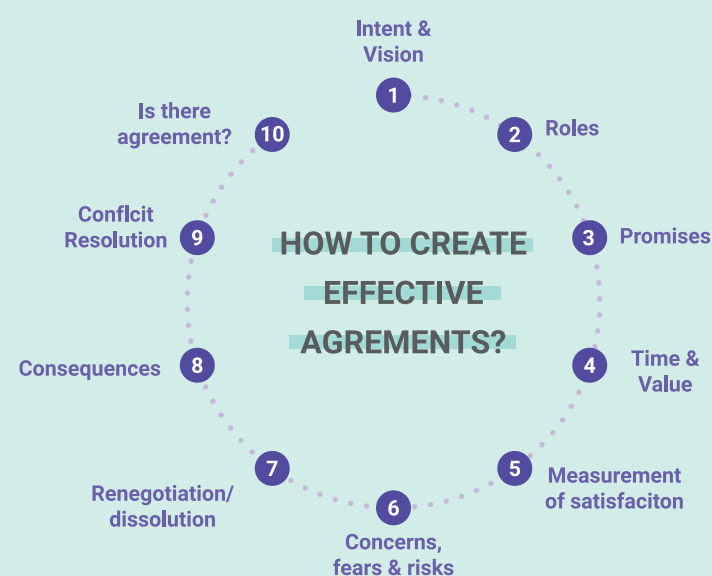 HOW TO CREATE
EFFECTIVE
AGREMENTS?
1
Intent &
Vision
2
Roles
3
Promises
4
Time &
Value
5
Measurement
of satisfaciton
6
Concerns,
fears & risks
7
Renegotiation/
dissolution
8
Consequences
9
Conflcit
Resolution
10
Is there
agreement?